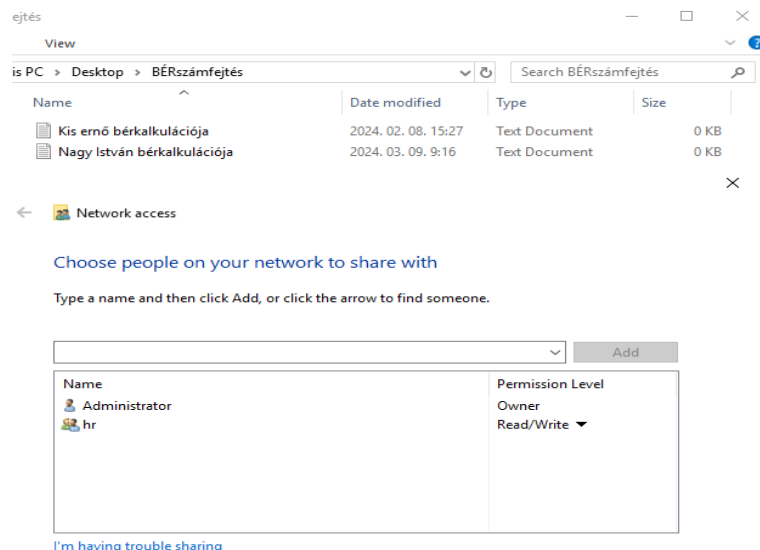 ejtés
View
is PC > Desktop > BÉRszámfejtés Search BÉRszámfejtés
Name Date modified Type Size
Kis ernő bérkalkulációja 2024. 02. 08. 15:27 Text Document 0 KB
Nagy István bérkalkulációja 2024. 03. 09. 9:16 Text Document 0 KB
Network access
Choose people on your network to share with
Type a name and then click Add, or click the arrow to find someone.
Add
Name Permission Level
Administrator Owner
hr Read/Write
I'm having trouble sharing